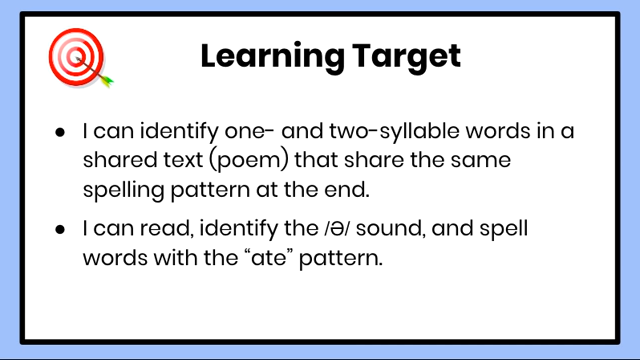 Learning Target
● I can identify one- and two-syllable words in a
shared text (poem) that share the same
spelling pattern at the end.
● I can read, identify the /Ə/ sound, and spell
words with the “ate” pattern.